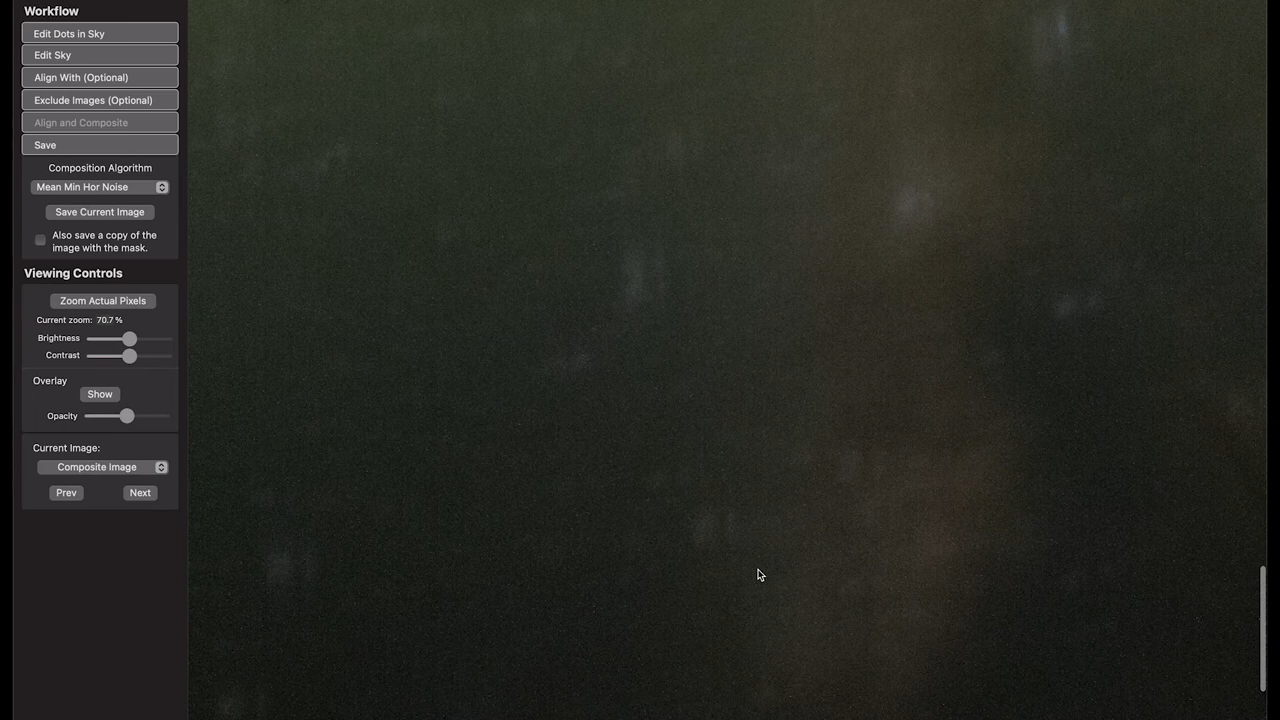 Workflow
Edit Dots in Sky
Edit Sky
Align With (Optional)
Exclude Images (Optional)
Align and Composite
Save
Composition Algorithm
Mean Min Hor Noise
Save Current Image
Also save a copy of the
image with the mask.
Viewing Controls
Zoom Actual Pixels
Current zoom: 70.7 %
Brightness
Contrast
Overlay
Show
Opacity
Current Image:
Composite Image
Prev Next